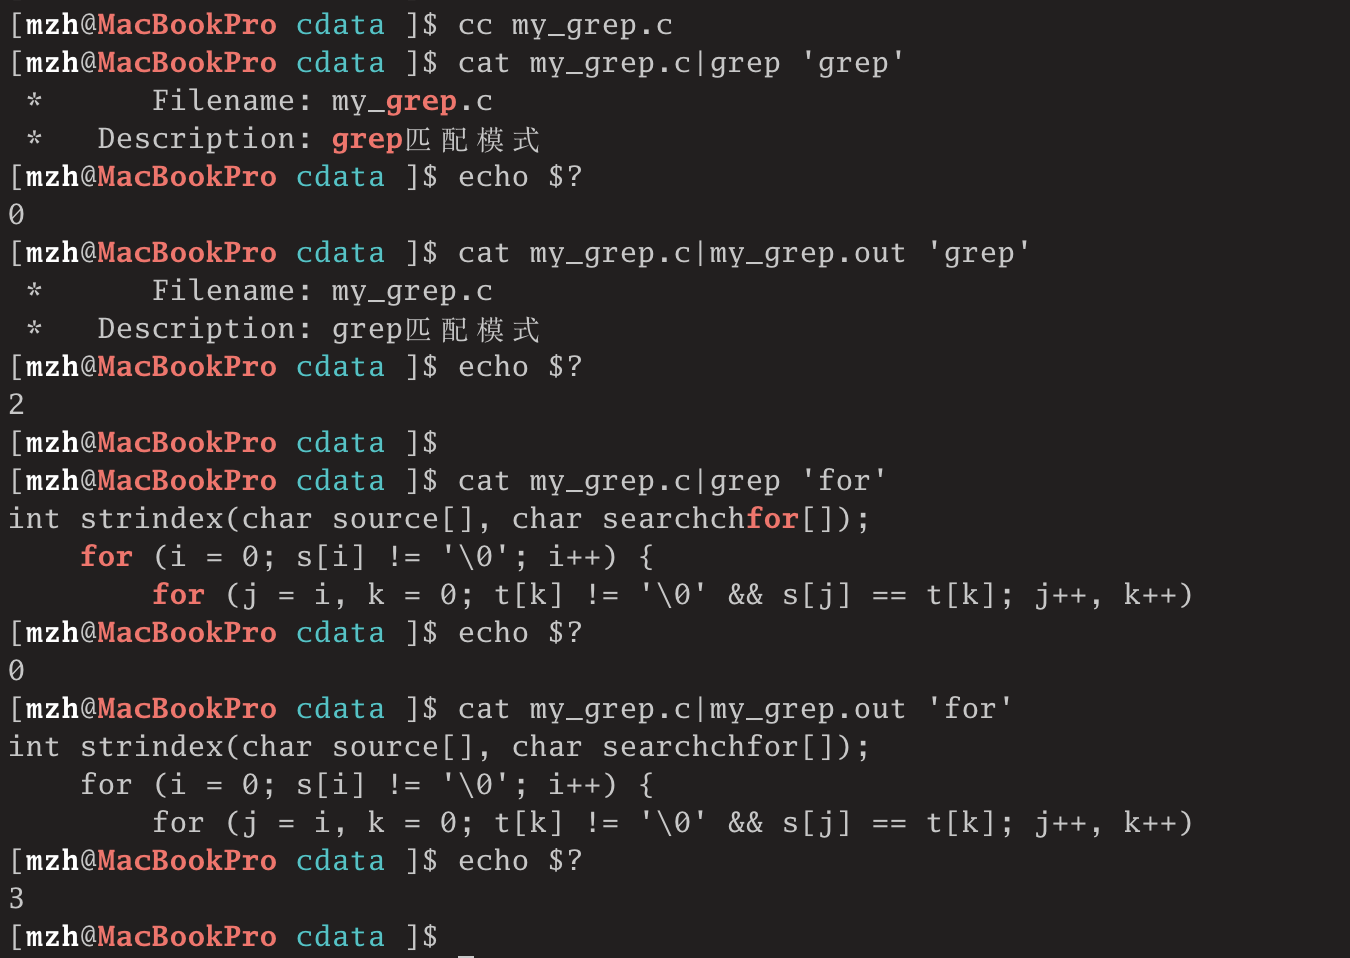 [mzh@MacBookPro cdata ]$ cc my_grep.c
[mzh@MacBookPro cdata ]$ cat my_grep.c|grep 'grep'
 *      Filename: my_grep.c
 *   Description: grep匹配模式
[mzh@MacBookPro cdata ]$ echo $?
0
[mzh@MacBookPro cdata ]$ cat my_grep.c|my_grep.out 'grep'
 *      Filename: my_grep.c
 *   Description: grep匹配模式
[mzh@MacBookPro cdata ]$ echo $?
2
[mzh@MacBookPro cdata ]$
[mzh@MacBookPro cdata ]$ cat my_grep.c|grep 'for'
int strindex(char source[], char searchchfor[]);
    for (i = 0; s[i] != '\0'; i++) {
        for (j = i, k = 0; t[k] != '\0' && s[j] == t[k]; j++, k++)
[mzh@MacBookPro cdata ]$ echo $?
0
[mzh@MacBookPro cdata ]$ cat my_grep.c|my_grep.out 'for'
int strindex(char source[], char searchchfor[]);
    for (i = 0; s[i] != '\0'; i++) {
        for (j = i, k = 0; t[k] != '\0' && s[j] == t[k]; j++, k++)
[mzh@MacBookPro cdata ]$ echo $?
3
[mzh@MacBookPro cdata ]$